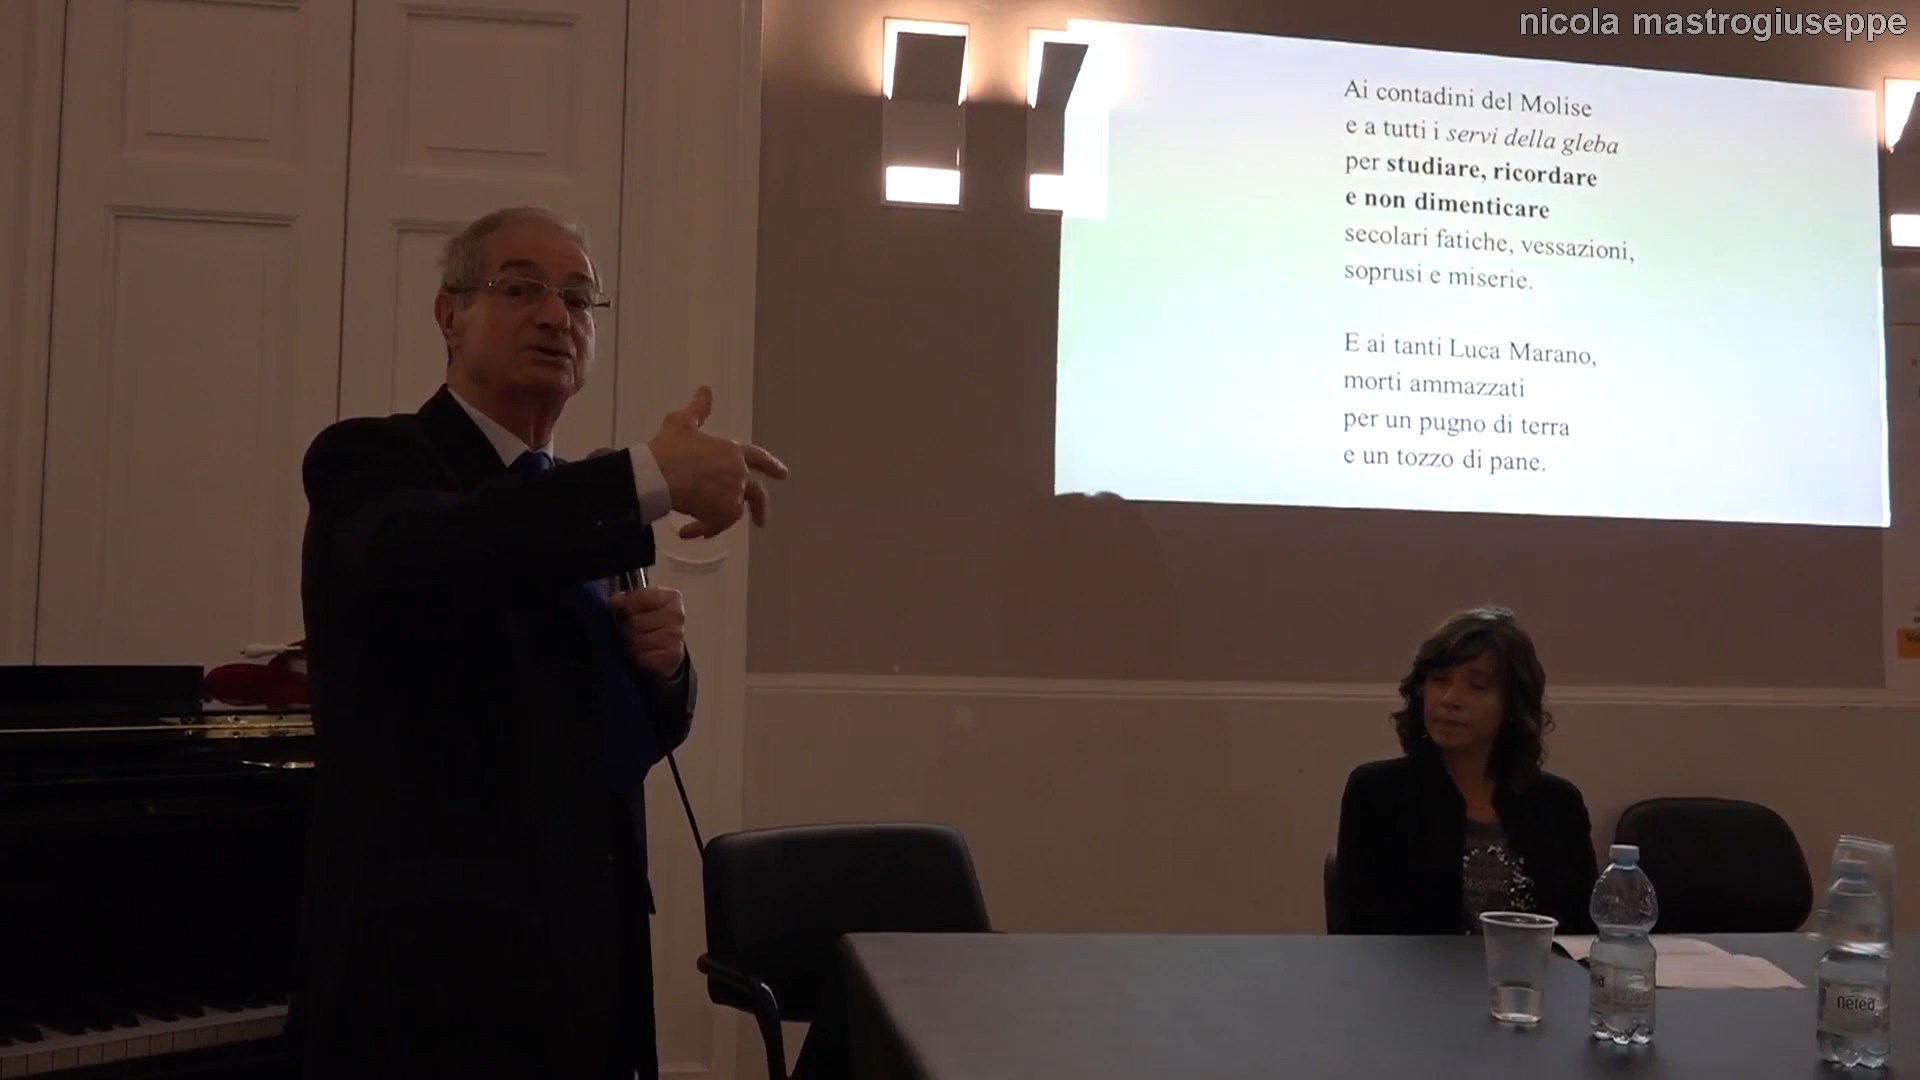 nicola mastrogiuseppe
Ai contadini del Molise
e a tutti i servi della gleba
per studiare, ricordare
e non dimenticare
secolari fatiche, vessazioni,
soprusi e miserie.
E ai tanti Luca Marano,
morti ammazzati
per un pugno di terra
e un tozzo di pane.
nerea